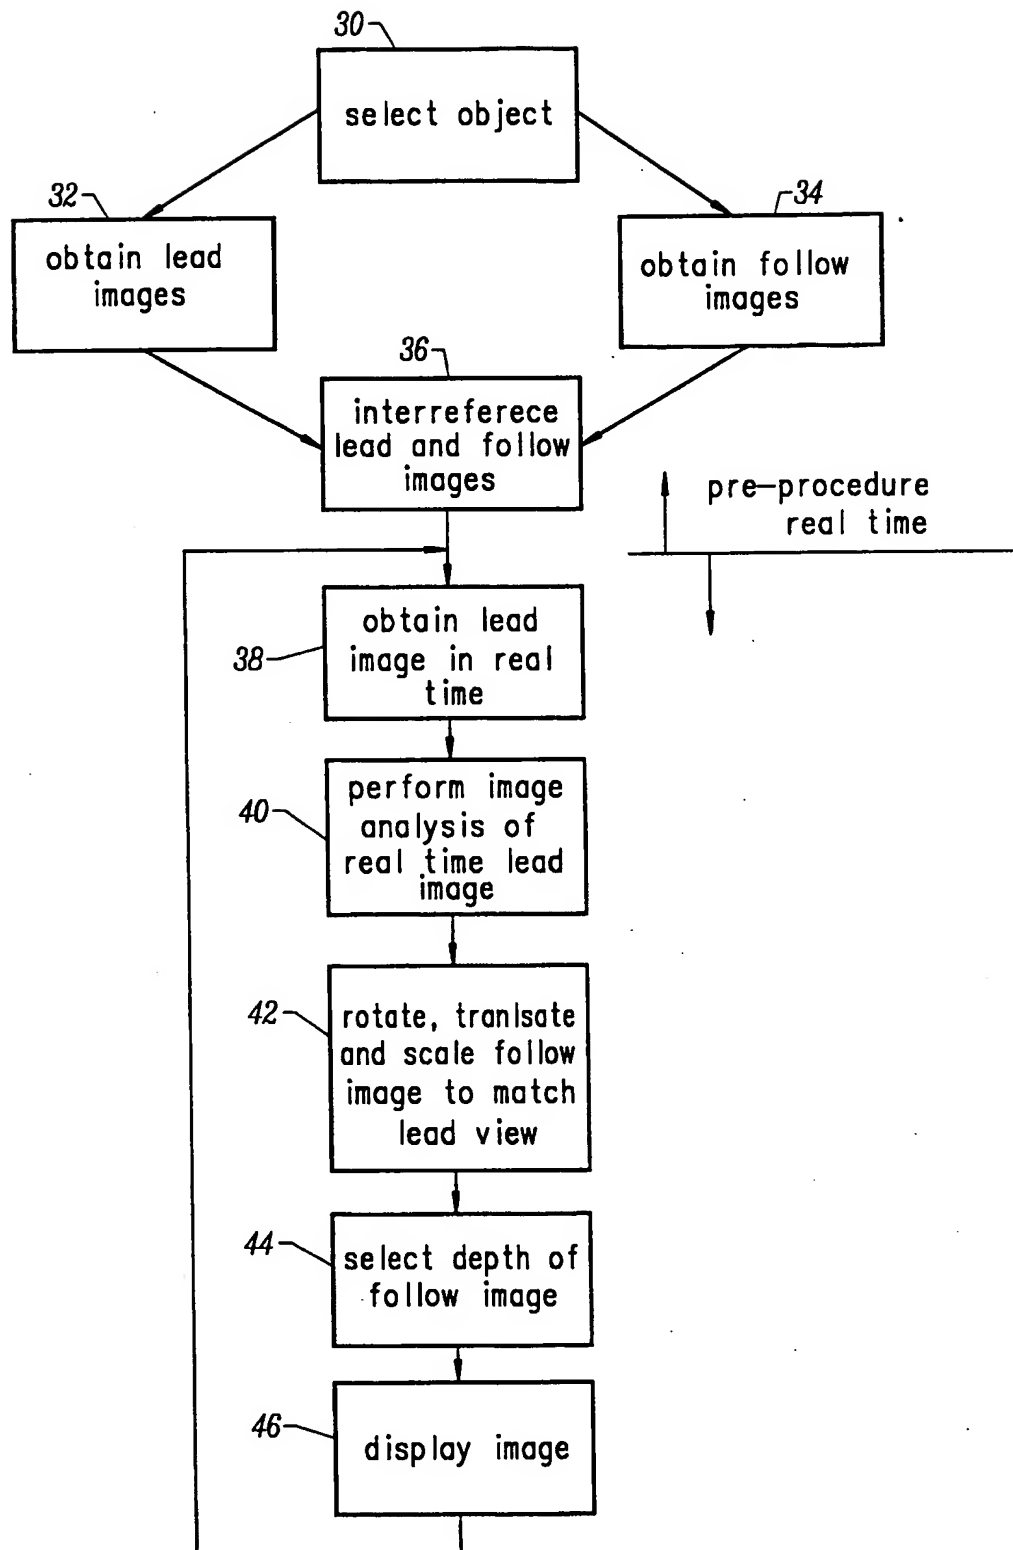 30
select object
32
obtain lead
images
34
obtain follow
images
36
interreferece
lead and follow
images
pre-procedure
real time
38
obtain lead
image in real
time
40
perform image
analysis of
real time lead
image
42
rotate, tranlsate
and scale follow
image to match
lead view
44
select depth of
follow image
46
display image